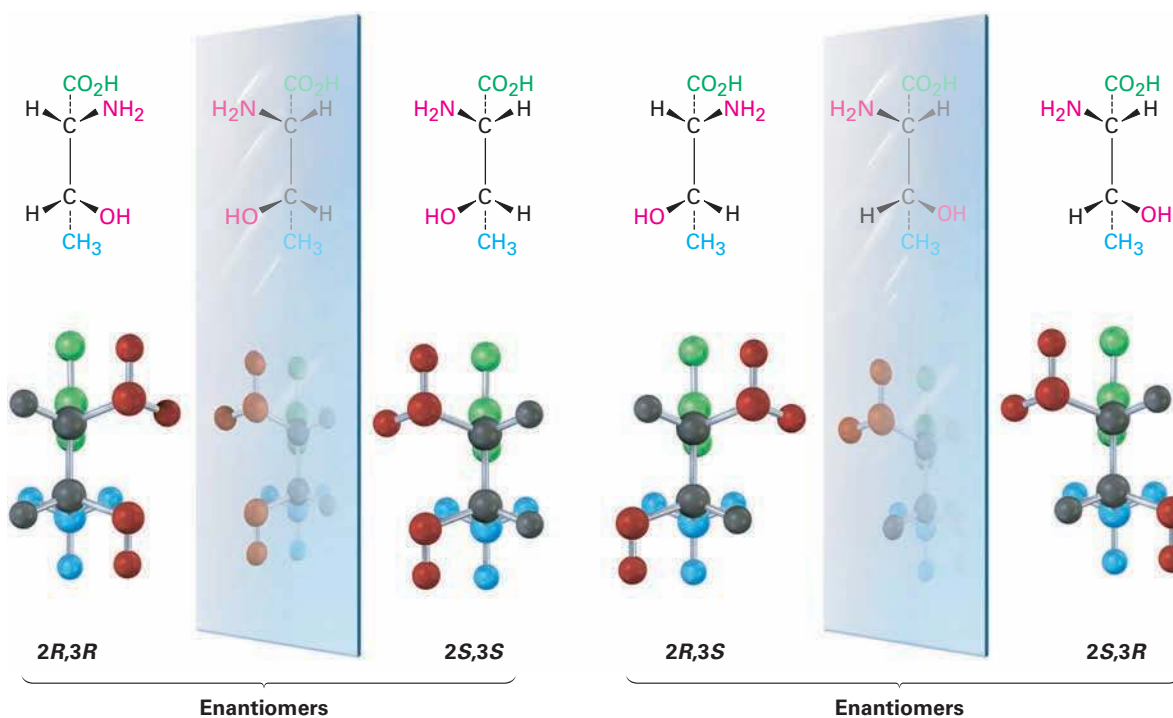 CO₂H CO₂H CO₂H CO₂H CO₂H CO₂H
H C NH₂ H₂N C H H₂N C H H C NH₂ H₂N C H H₂N C H
H C OH HO C H HO C H HO C H H C OH H C OH
CH₃ CH₃ CH₃ CH₃ CH₃ CH₃
2R,3R 2S,3S 2R,3S 2S,3R
Enantiomers Enantiomers